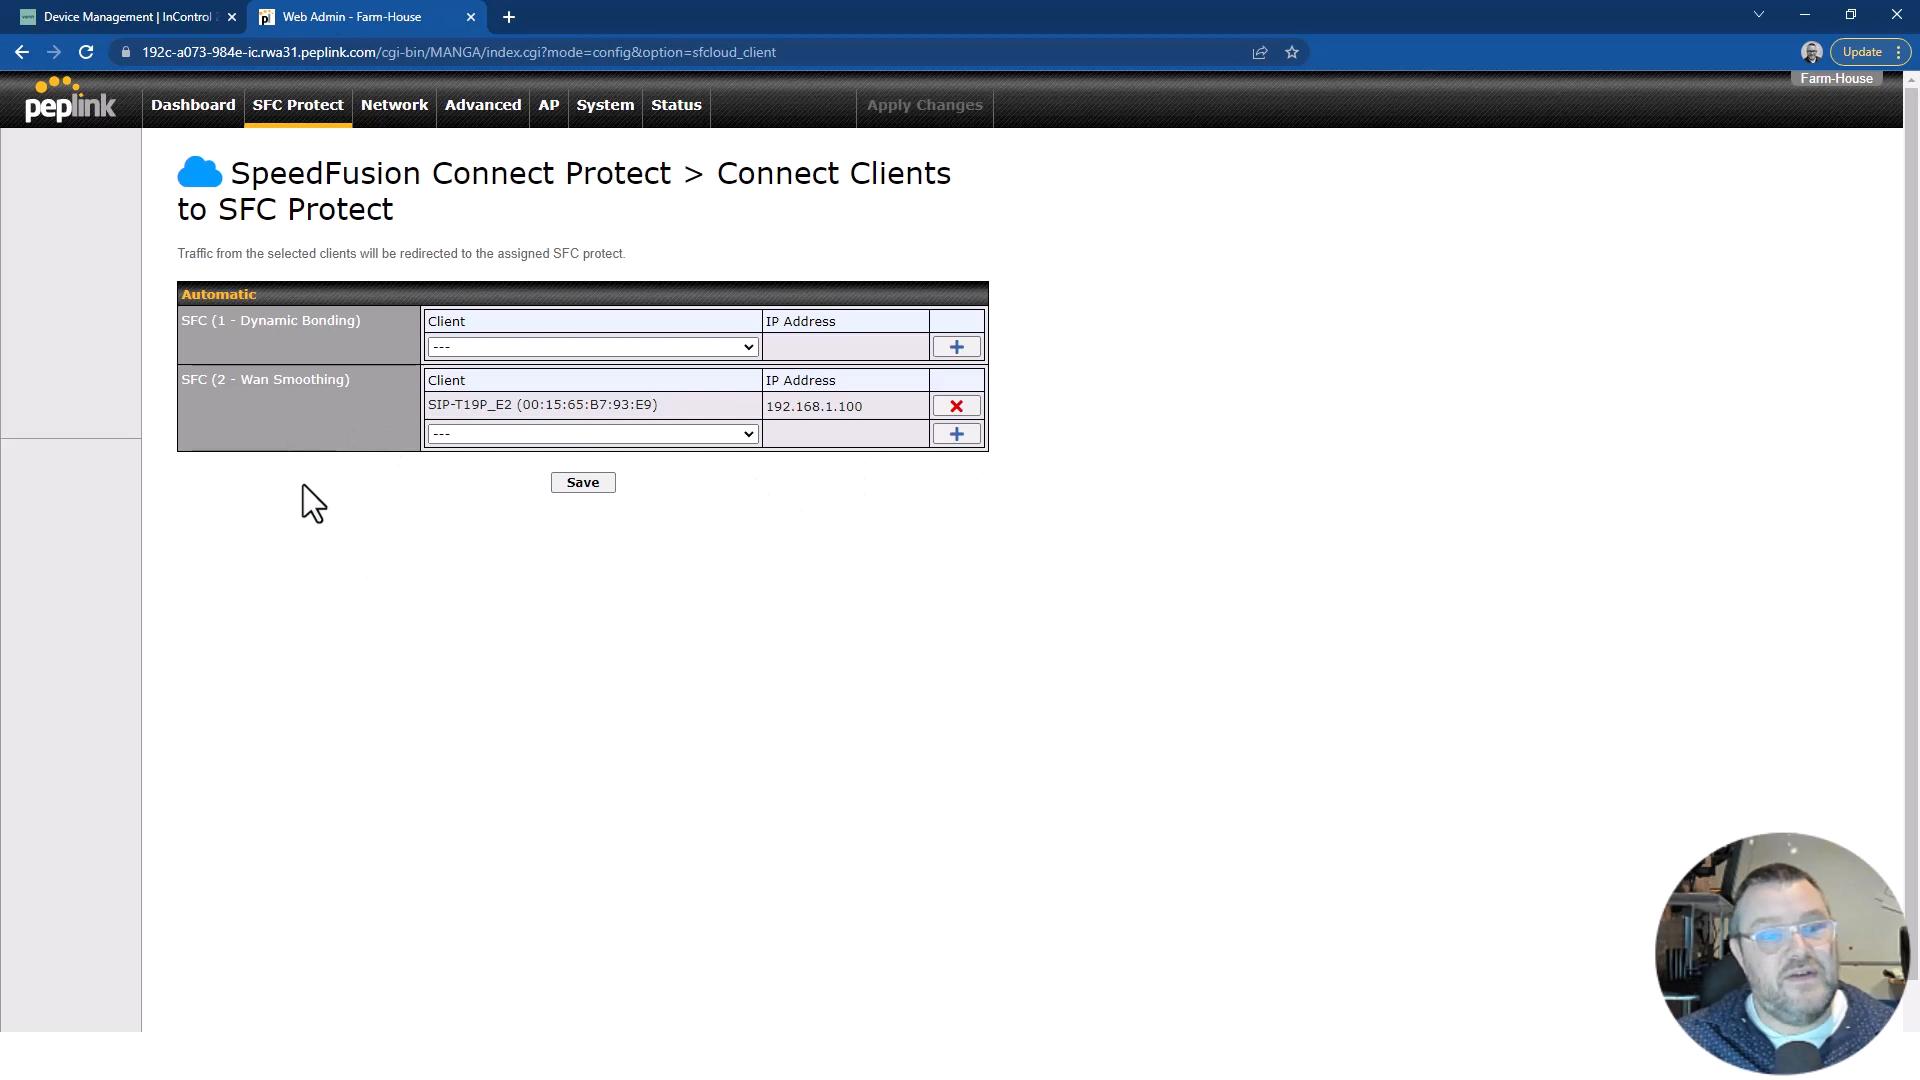 Device Management | InControl
Web Admin - Farm-House
192c-a073-984e-ic.rwa31.peplink.com/cgi-bin/MANGA/index.cgi?mode=config&option=sfcloud_client
Update
Farm-House
peplink
Dashboard SFC Protect Network Advanced AP System Status Apply Changes
SpeedFusion Connect Protect > Connect Clients
to SFC Protect
Traffic from the selected clients will be redirected to the assigned SFC protect.
Automatic
SFC (1 - Dynamic Bonding) Client IP Address
---
SFC (2 - Wan Smoothing) Client IP Address
SIP-T19P_E2 (00:15:65:B7:93:E9) 192.168.1.100
---
Save